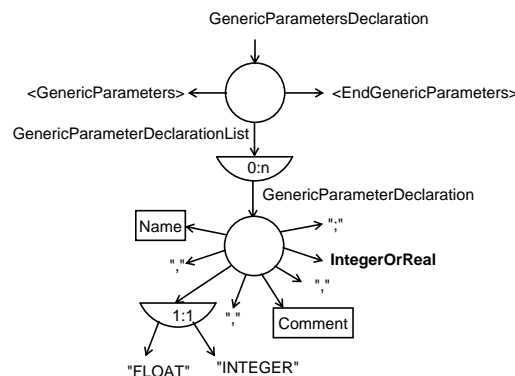 GenericParametersDeclaration
<GenericParameters>
<EndGenericParameters>
GenericParameterDeclarationList
0:n
GenericParameterDeclaration
Name
";"
","
IntegerOrReal
","
1:1
","
Comment
"FLOAT"
"INTEGER"